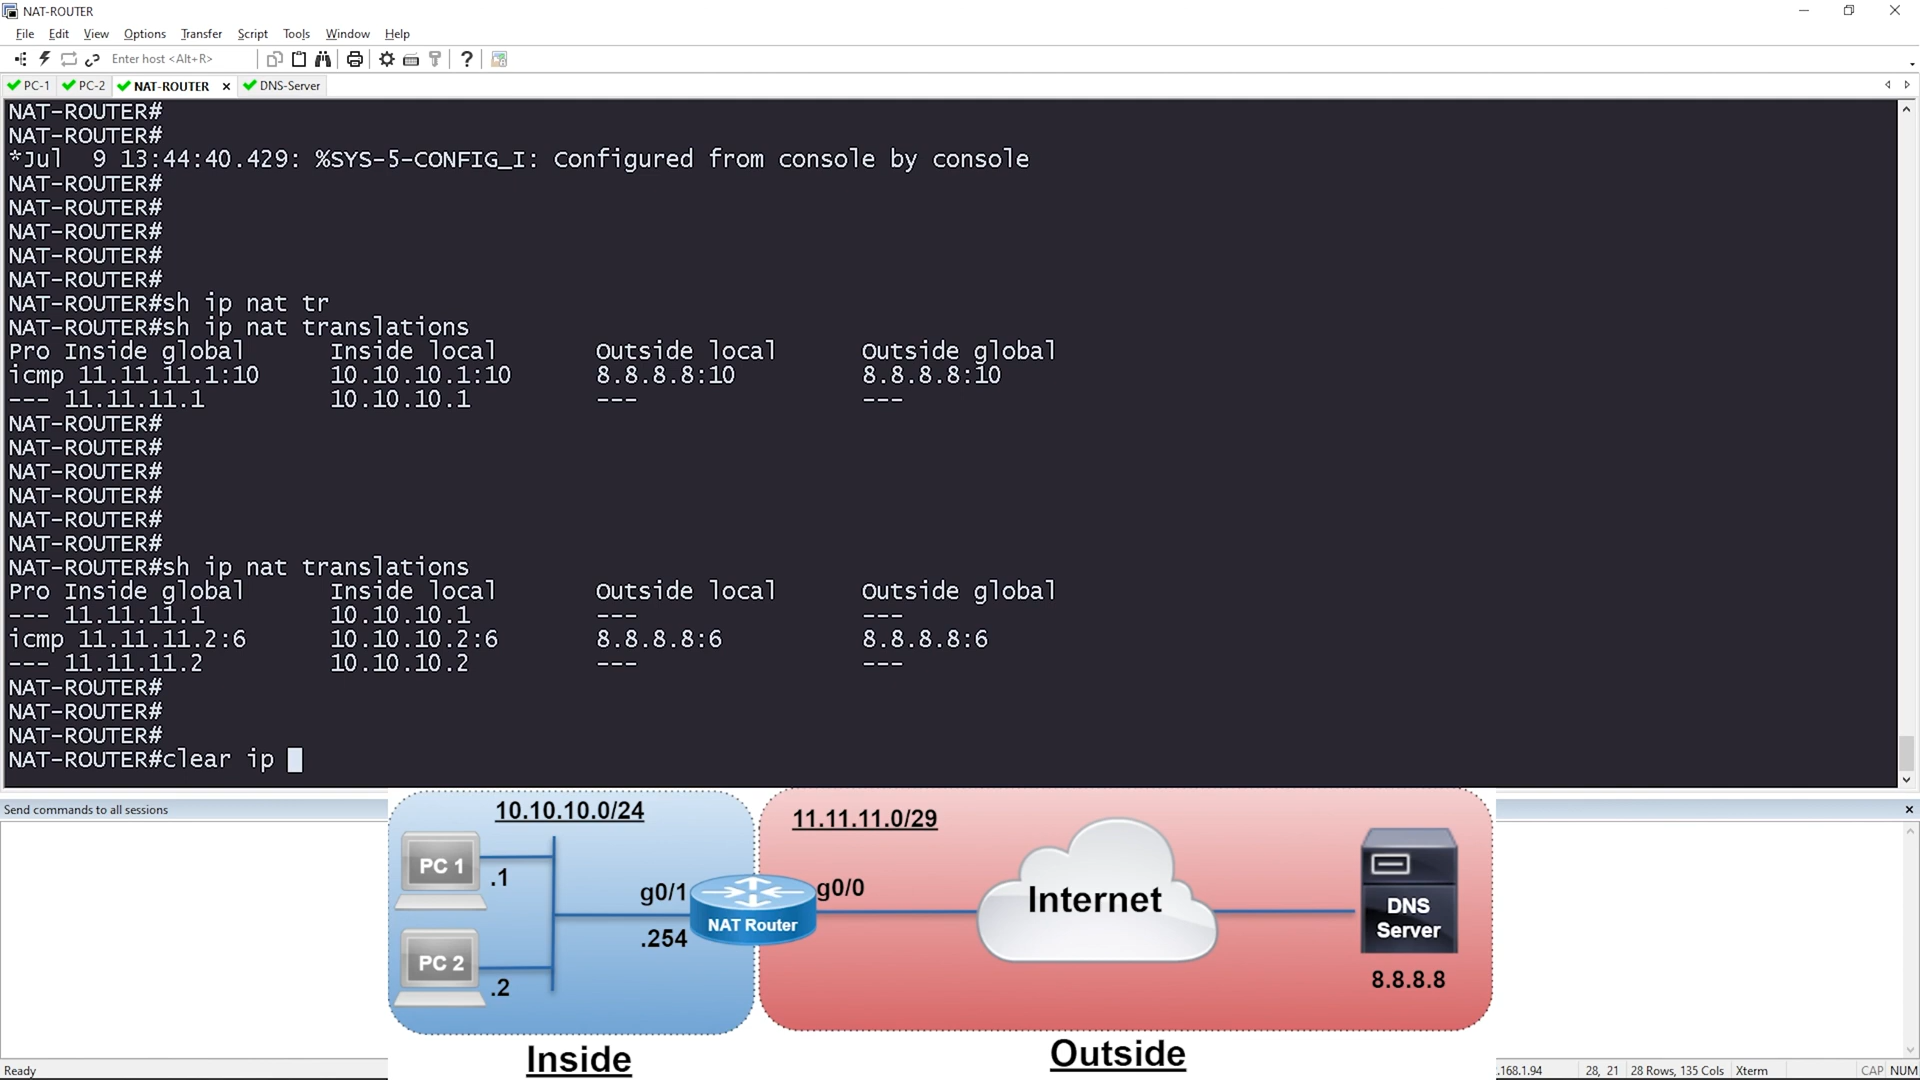 NAT-ROUTER
File Edit View Options Transfer Script Tools Window Help
Enter host <Alt+R>
PC-1 PC-2 NAT-ROUTER DNS-Server
NAT-ROUTER#
NAT-ROUTER#
*Jul  9 13:44:40.429: %SYS-5-CONFIG_I: Configured from console by console
NAT-ROUTER#
NAT-ROUTER#
NAT-ROUTER#
NAT-ROUTER#
NAT-ROUTER#
NAT-ROUTER#sh ip nat tr
NAT-ROUTER#sh ip nat translations
Pro Inside global Inside local Outside local Outside global
icmp 11.11.11.1:10 10.10.10.1:10 8.8.8.8:10 8.8.8.8:10
--- 11.11.11.1 10.10.10.1 --- ---
NAT-ROUTER#
NAT-ROUTER#
NAT-ROUTER#
NAT-ROUTER#
NAT-ROUTER#
NAT-ROUTER#
NAT-ROUTER#sh ip nat translations
Pro Inside global Inside local Outside local Outside global
--- 11.11.11.1 10.10.10.1 --- ---
icmp 11.11.11.2:6 10.10.10.2:6 8.8.8.8:6 8.8.8.8:6
--- 11.11.11.2 10.10.10.2 --- ---
NAT-ROUTER#
NAT-ROUTER#
NAT-ROUTER#
NAT-ROUTER#clear ip
Send commands to all sessions
10.10.10.0/24
11.11.11.0/29
PC 1
.1
g0/1
g0/0
NAT Router
.254
PC 2
.2
Internet
DNS
Server
8.8.8.8
Inside
Outside
Ready
.168.1.94 28, 21 28 Rows, 135 Cols Xterm CAP NUM